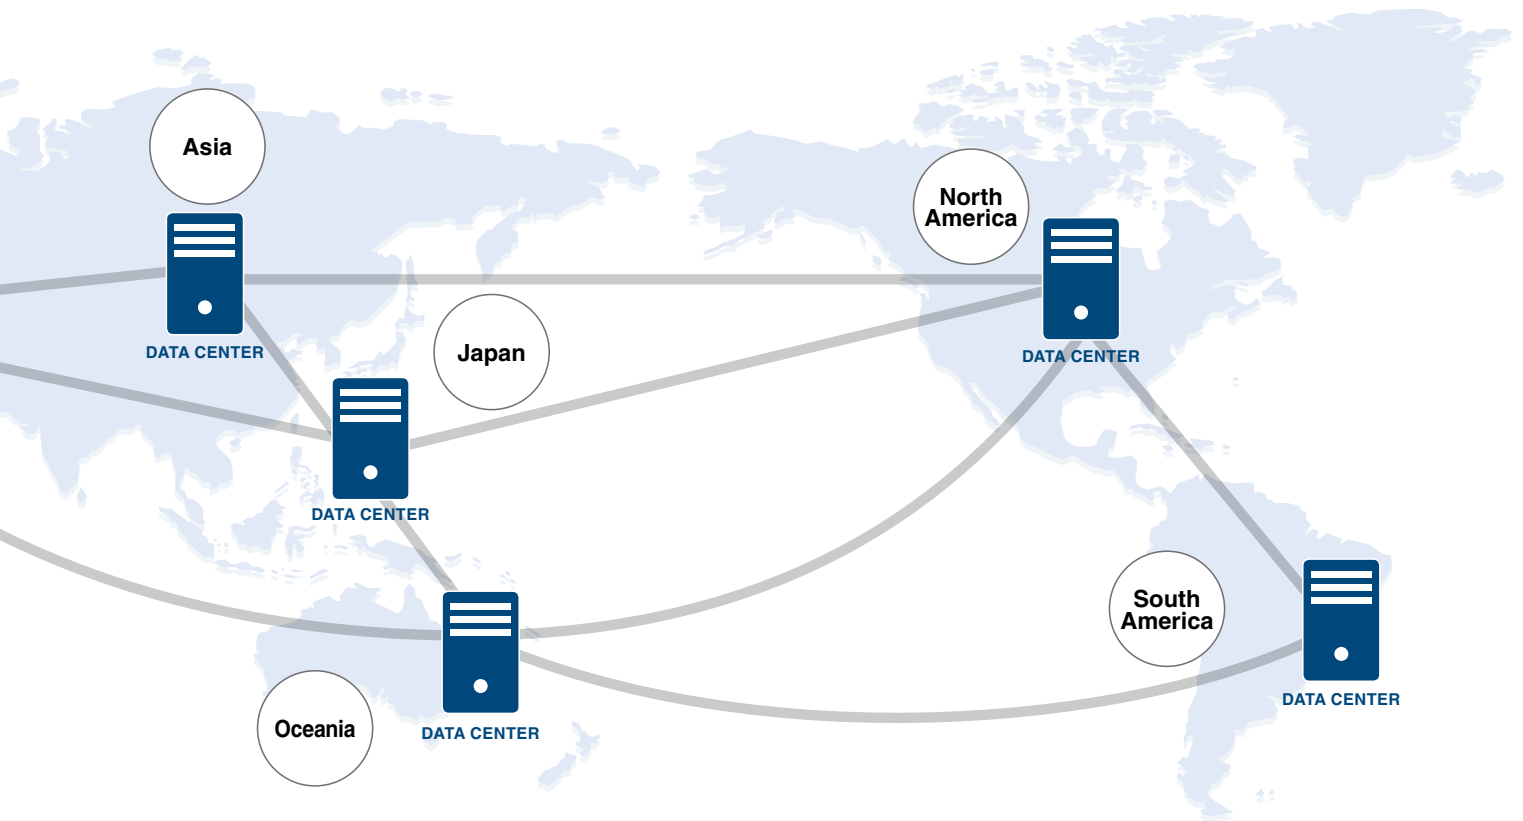 Asia
DATA CENTER
North
America
DATA CENTER
Japan
DATA CENTER
South
America
DATA CENTER
Oceania
DATA CENTER